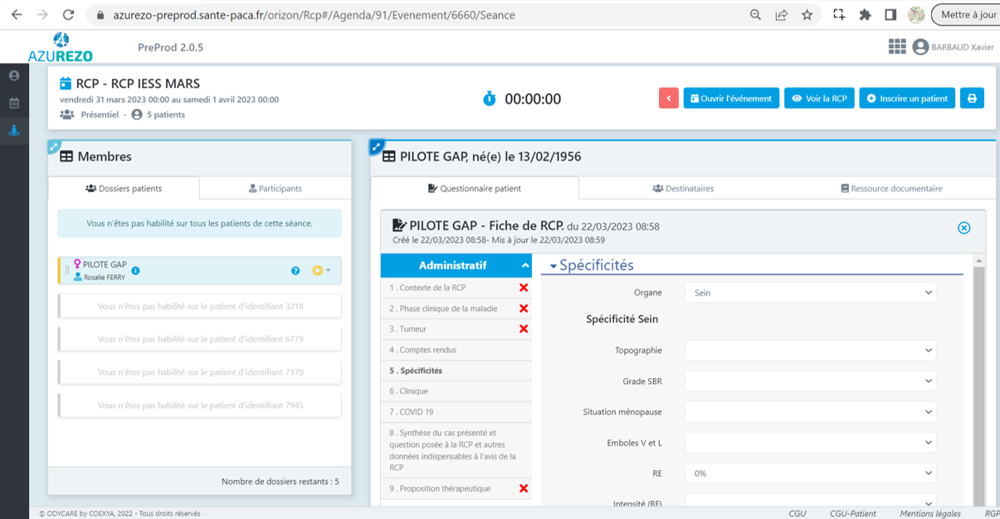 azurezo-preprod.sante-paca.fr/orizon/Rcp#/Agenda/91/Evenement/6660/Seance
Mettre à jour
AZUREZO
PreProd 2.0.5
BARBAUD Xavier
RCP - RCP IESS MARS
vendredi 31 mars 2023 00:00 au samedi 1 avril 2023 00:00
Présentiel - 5 patients
00:00:00
Ouvrir l'événement
Voir la RCP
Inscrire un patient
Membres
Dossiers patients
Participants
Vous n'êtes pas habilité sur tous les patients de cette séance.
PILOTE GAP
Rosalie FERRY
Vous n'êtes pas habilité sur le patient d'identifiant 3218
Vous n'êtes pas habilité sur le patient d'identifiant 6779
Vous n'êtes pas habilité sur le patient d'identifiant 7379
Vous n'êtes pas habilité sur le patient d'identifiant 7945
Nombre de dossiers restants : 5
PILOTE GAP, né(e) le 13/02/1956
Questionnaire patient
Destinataires
Ressource documentaire
PILOTE GAP - Fiche de RCP. du 22/03/2023 08:58
Créé le 22/03/2023 08:58- Mis à jour le 22/03/2023 08:59
Administratif
1 . Contexte de la RCP
2 . Phase clinique de la maladie
3 . Tumeur
4 . Comptes rendus
5 . Spécificités
6 . Clinique
7 . COVID 19
8 . Synthèse du cas présenté et
question posée à la RCP et autres
données indispensables à l'avis de la
RCP
9 . Proposition thérapeutique
Spécificités
Organe
Sein
Spécificité Sein
Topographie
Grade SBR
Situation ménopause
Emboles V et L
RE
0%
Intensité (RE)
© ODYCARE by COEXYA, 2022 - Tous droits réservés
CGU
CGU-Patient
Mentions légales
RGP